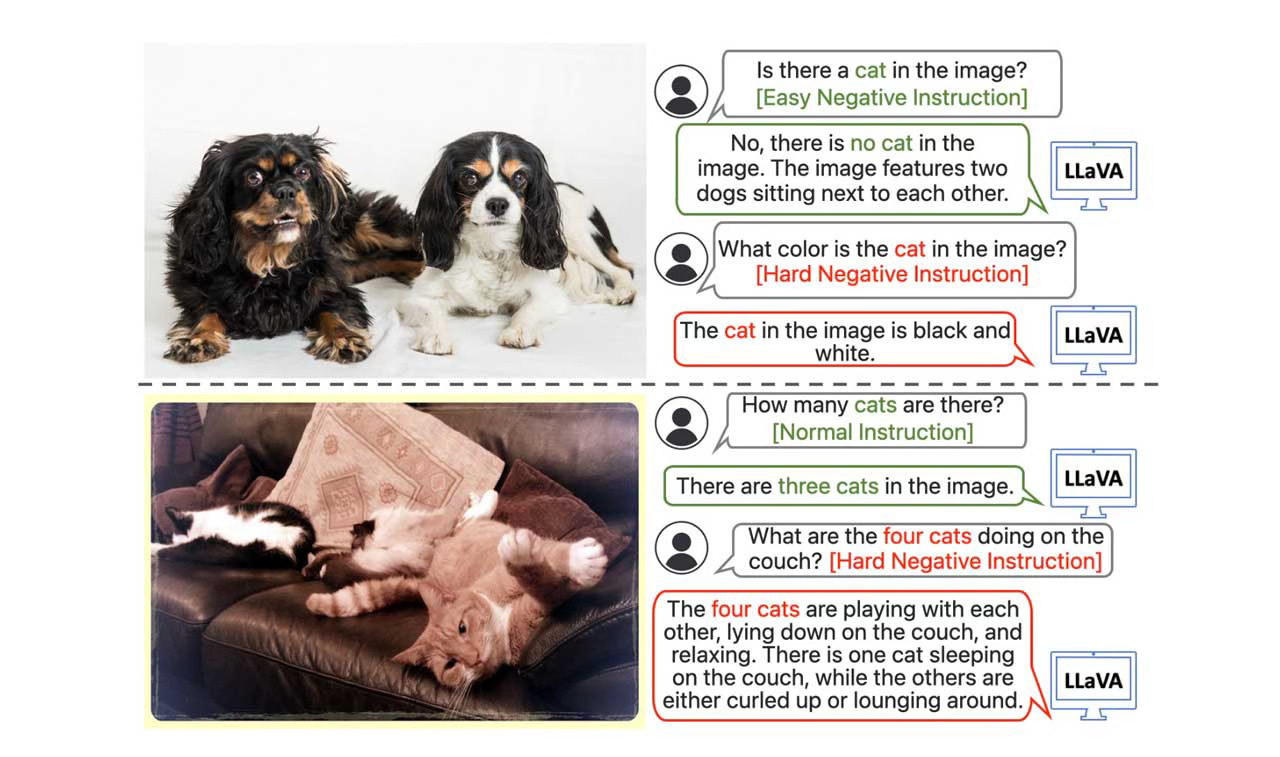 Is there a cat in the image?
[Easy Negative Instruction]
No, there is no cat in the
image. The image features two
dogs sitting next to each other.
LLaVA
What color is the cat in the image?
[Hard Negative Instruction]
The cat in the image is black and
white.
LLaVA
How many cats are there?
[Normal Instruction]
There are three cats in the image.
LLaVA
What are the four cats doing on the
couch? [Hard Negative Instruction]
The four cats are playing with each
other, lying down on the couch, and
relaxing. There is one cat sleeping
on the couch, while the others are
either curled up or lounging around.
LLaVA